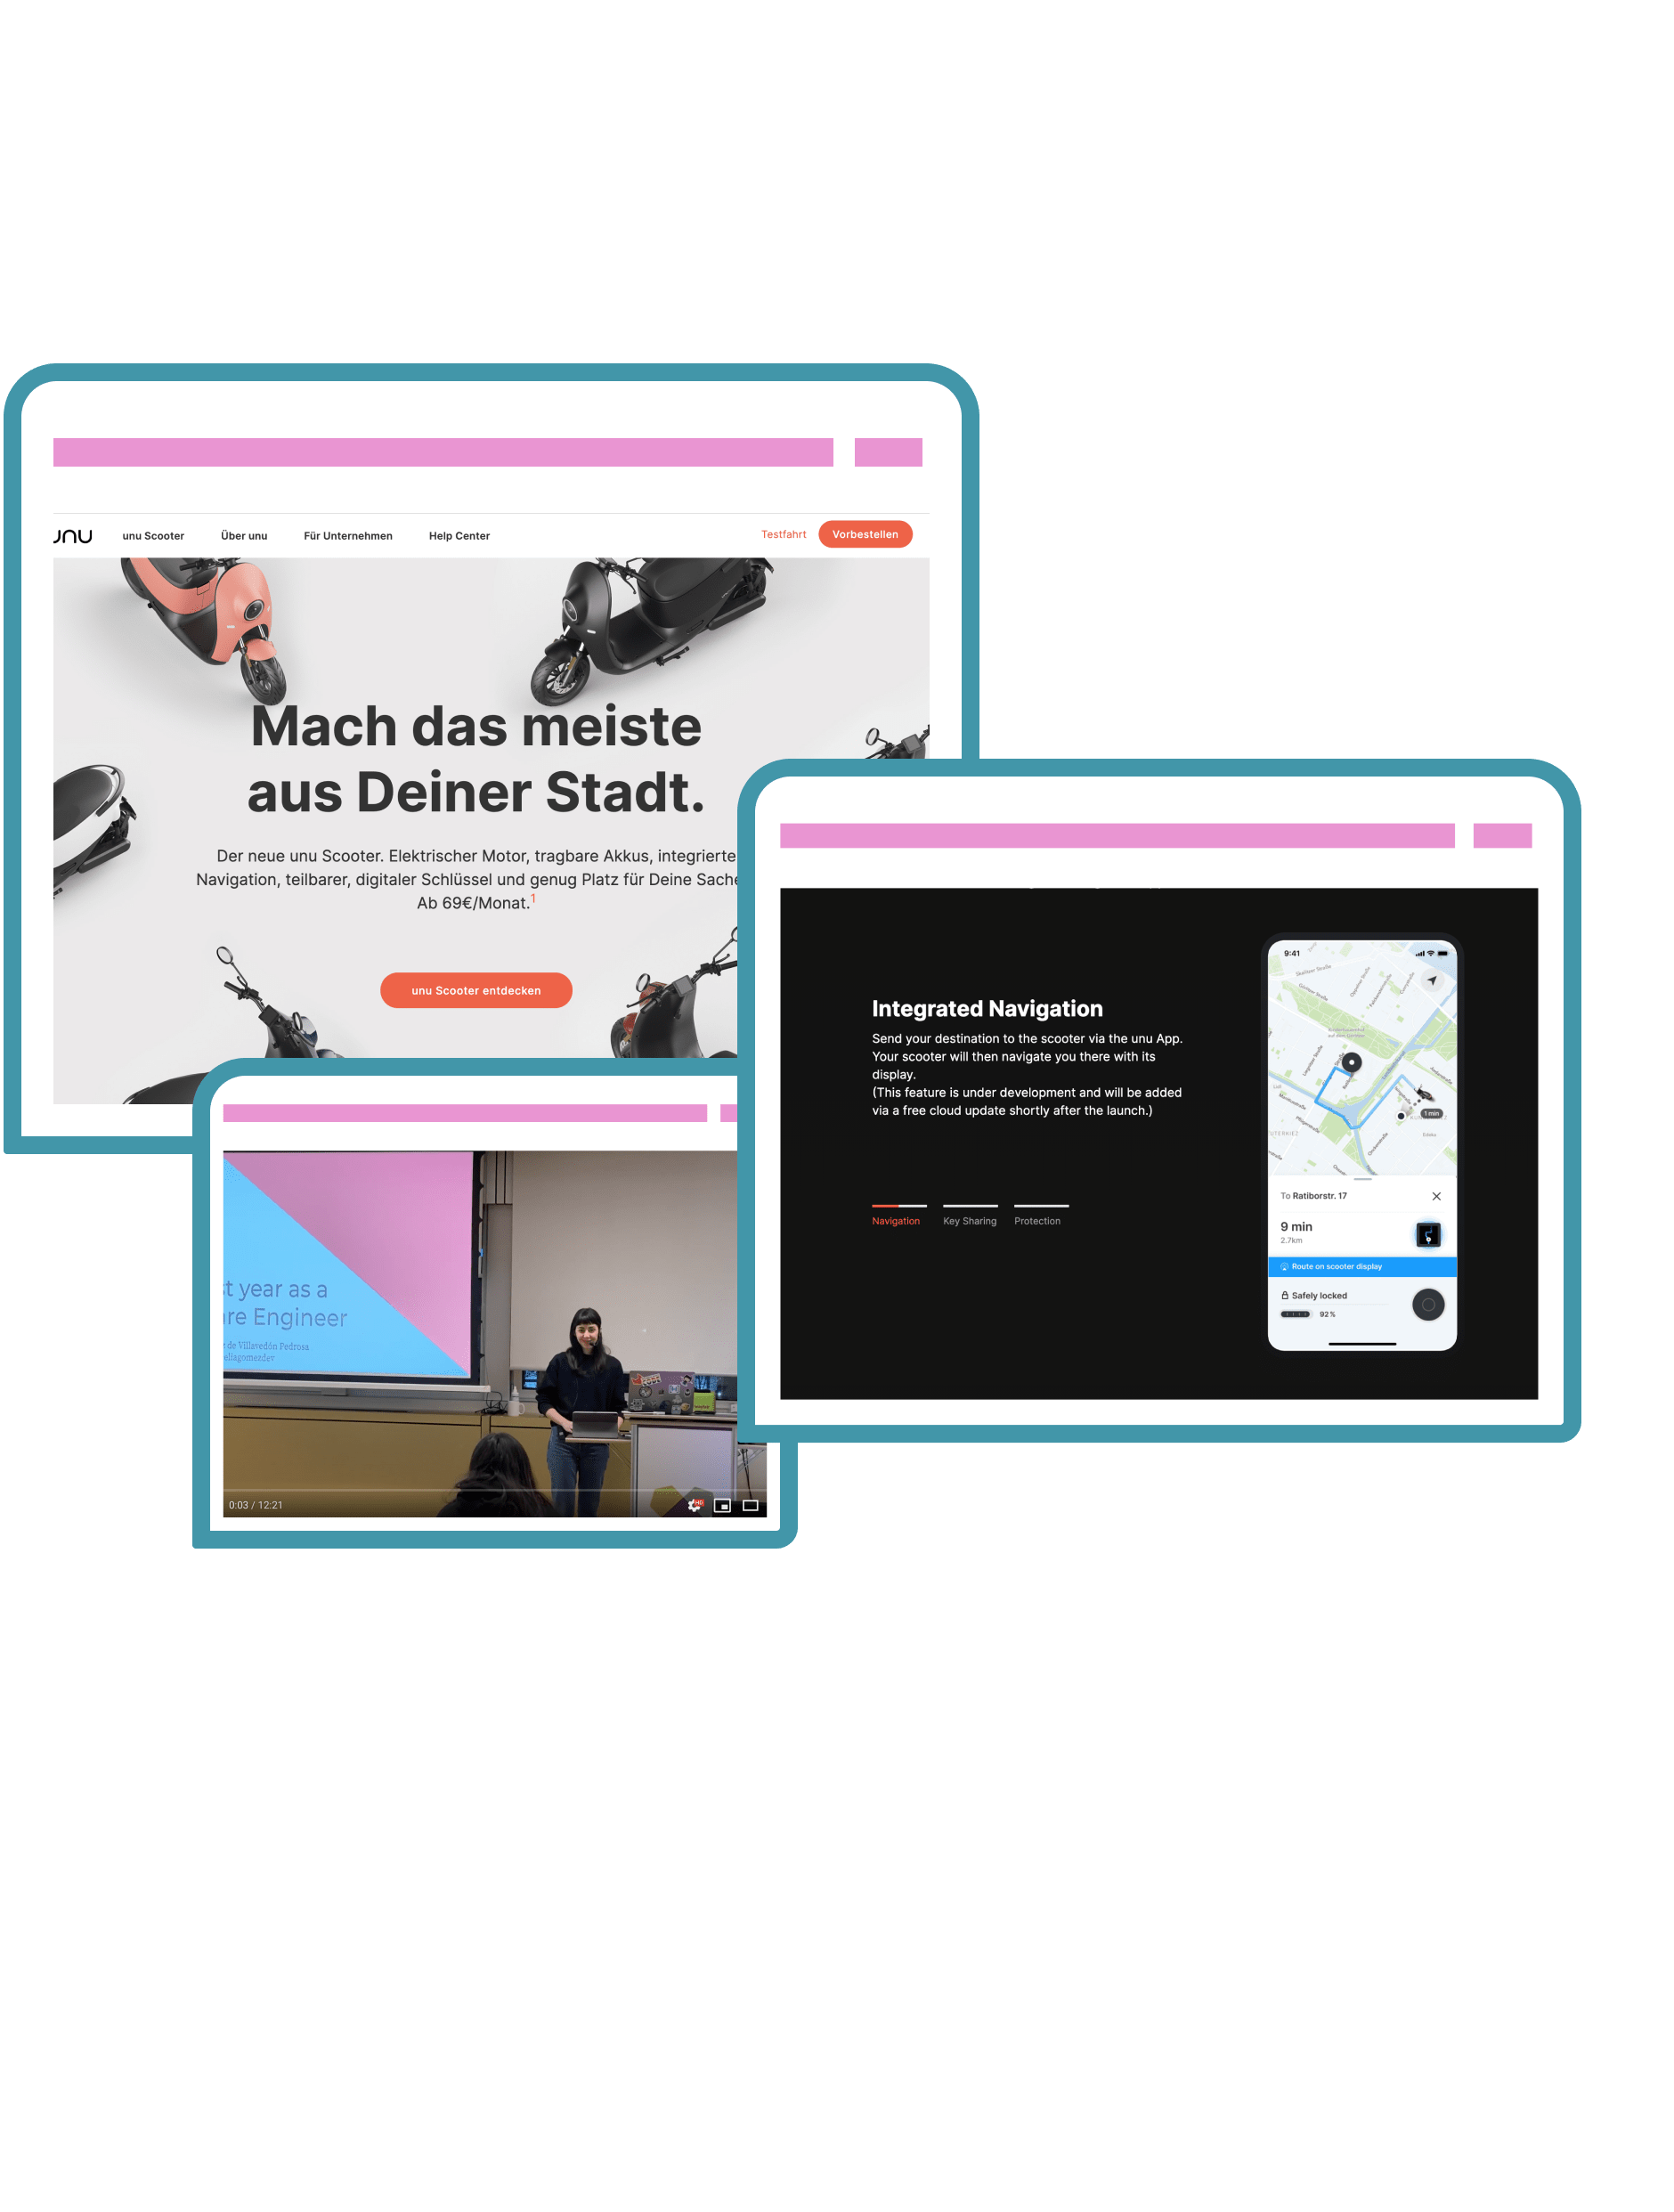 unu
unu Scooter
Über unu
Für Unternehmen
Help Center
Testfahrt
Vorbestellen
Mach das meiste
aus Deiner Stadt.
Der neue unu Scooter. Elektrischer Motor, tragbare Akkus, integrierte
Navigation, teilbarer, digitaler Schlüssel und genug Platz für Deine Sache
Ab 69€/Monat.1
unu Scooter entdecken
Integrated Navigation
Send your destination to the scooter via the unu App.
Your scooter will then navigate you there with its
display.
(This feature is under development and will be added
via a free cloud update shortly after the launch.)
Navigation
Key Sharing
Protection
9:41
Skalitzer Straße
Görlitzer Straße
1 min
To Ratiborstr. 17
9 min
2.7km
Route on scooter display
Safely locked
92%
st year as a
re Engineer
de Villavedón Pedrosa
eliagomezdev
0:03 / 12:21
HD